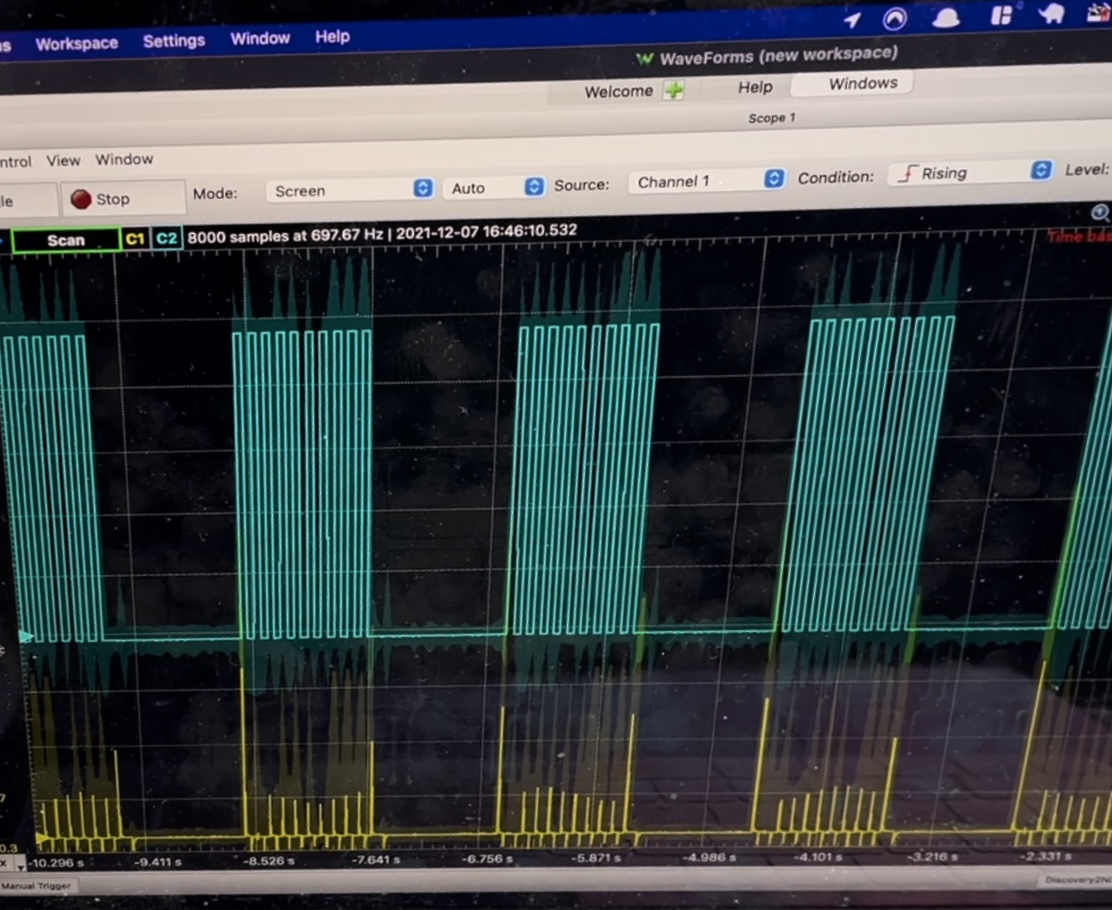 Workspace Settings Window Help
WaveForms (new workspace)
Welcome Help Windows
Scope 1
ntrol View Window
le Stop Mode: Screen Auto Source: Channel 1 Condition: Rising Level:
Scan C1 C2 8000 samples at 697.67 Hz | 2021-12-07 16:46:10.532
Time bas
7
0.3
X -10.296 s -9.411 s -8.526 s -7.641 s -6.756 s -5.871 s -4.986 s -4.101 s -3.216 s -2.331 s
Manual Trigger